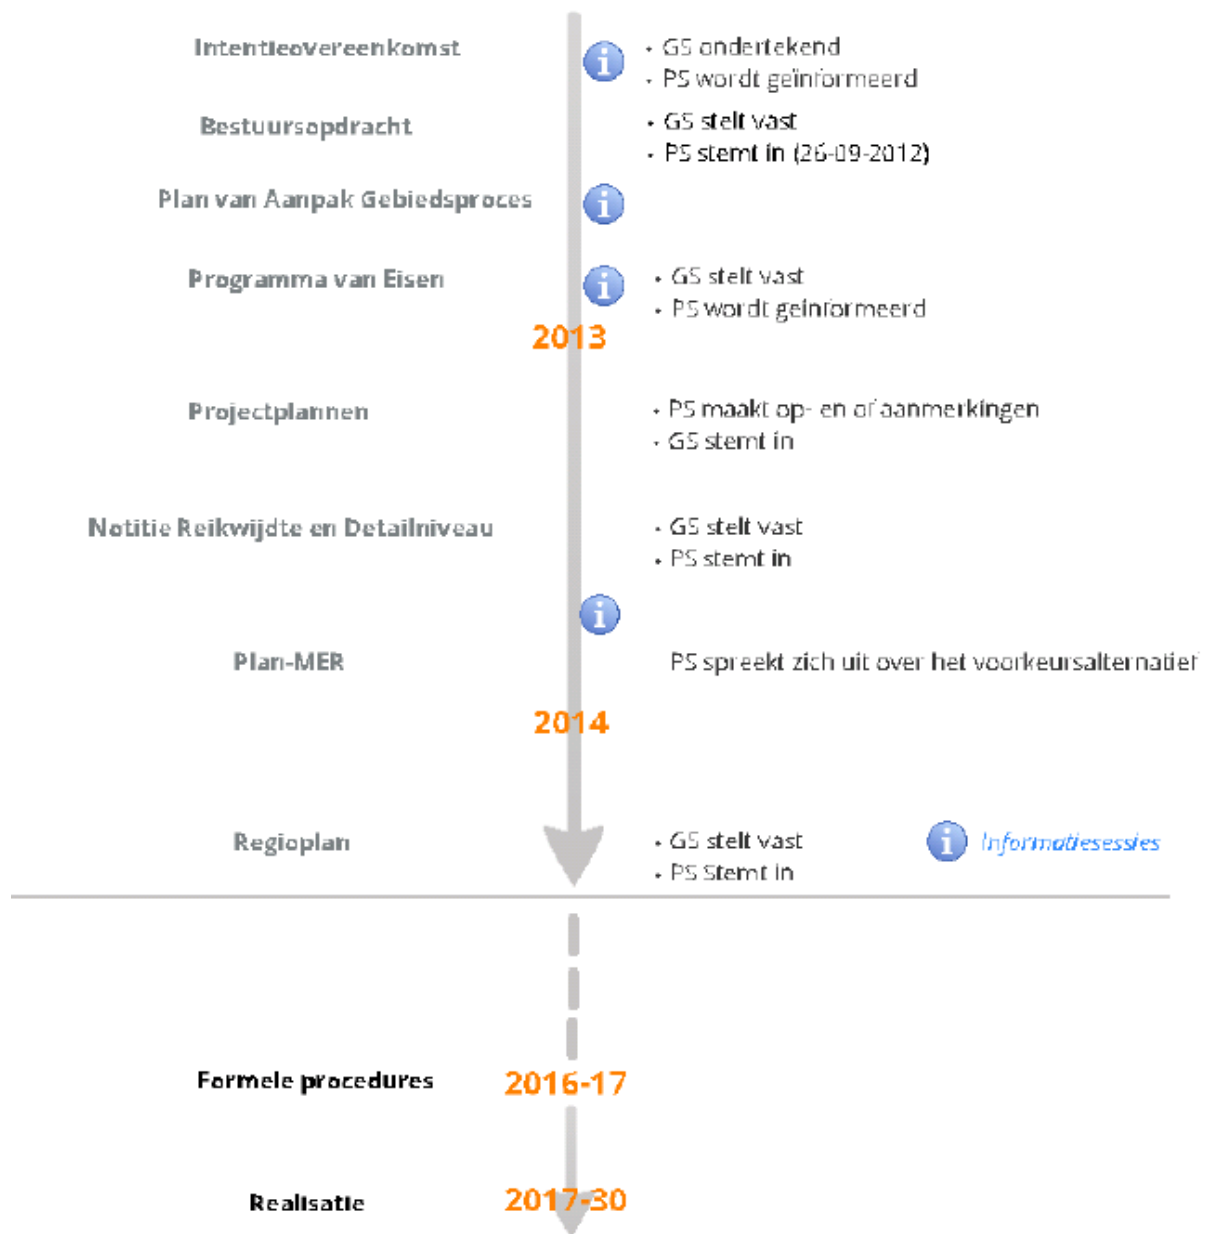 Intentieovereenkomst
• GS ondertekend
• PS wordt geïnformeerd
Bestuursopdracht
• GS stelt vast
• PS stemt in (26-09-2012)
Plan van Aanpak Gebiedsproces
Programma van Eisen
• GS stelt vast
• PS wordt geïnformeerd
2013
Projectplannen
• PS maakt op- en of aanmerkingen
• GS stemt in
Notitie Reikwijdte en Detailniveau
• GS stelt vast
• PS stemt in
Plan-MER
PS spreekt zich uit over het voorkeursalternatief
2014
Regioplan
• GS stelt vast
• PS Stemt in
i Informatiesessies
Formele procedures
2016-17
Realisatie
2017-30